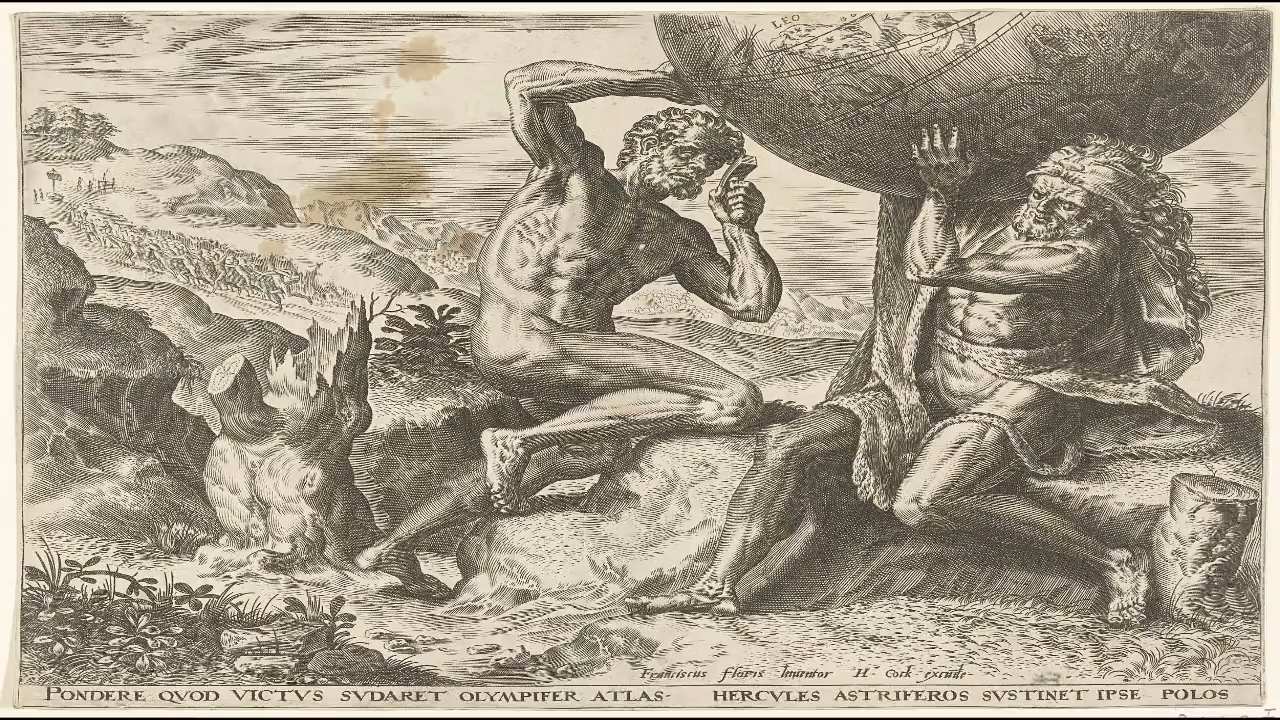 LEO
Franciscus floris Inventor H. Cock excude
PONDERE QVOD VICTVS SVDARET OLYMPIFER ATLAS- HERCVLES ASTRIFEROS SVSTINET IPSE POLOS